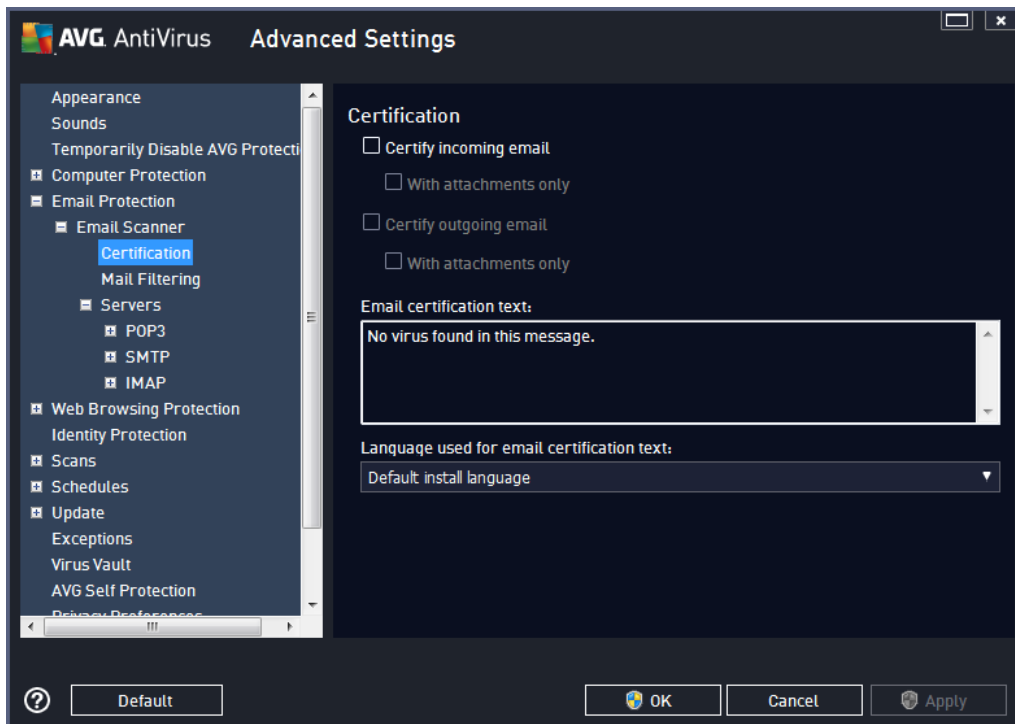 AVG AntiVirus Advanced Settings
Appearance
Sounds
Temporarily Disable AVG Protecti
Computer Protection
Email Protection
Email Scanner
Certification
Mail Filtering
Servers
POP3
SMTP
IMAP
Web Browsing Protection
Identity Protection
Scans
Schedules
Update
Exceptions
Virus Vault
AVG Self Protection
Privacy Preferences
Certification
Certify incoming email
With attachments only
Certify outgoing email
With attachments only
Email certification text:
No virus found in this message.
Language used for email certification text:
Default install language
? Default OK Cancel Apply